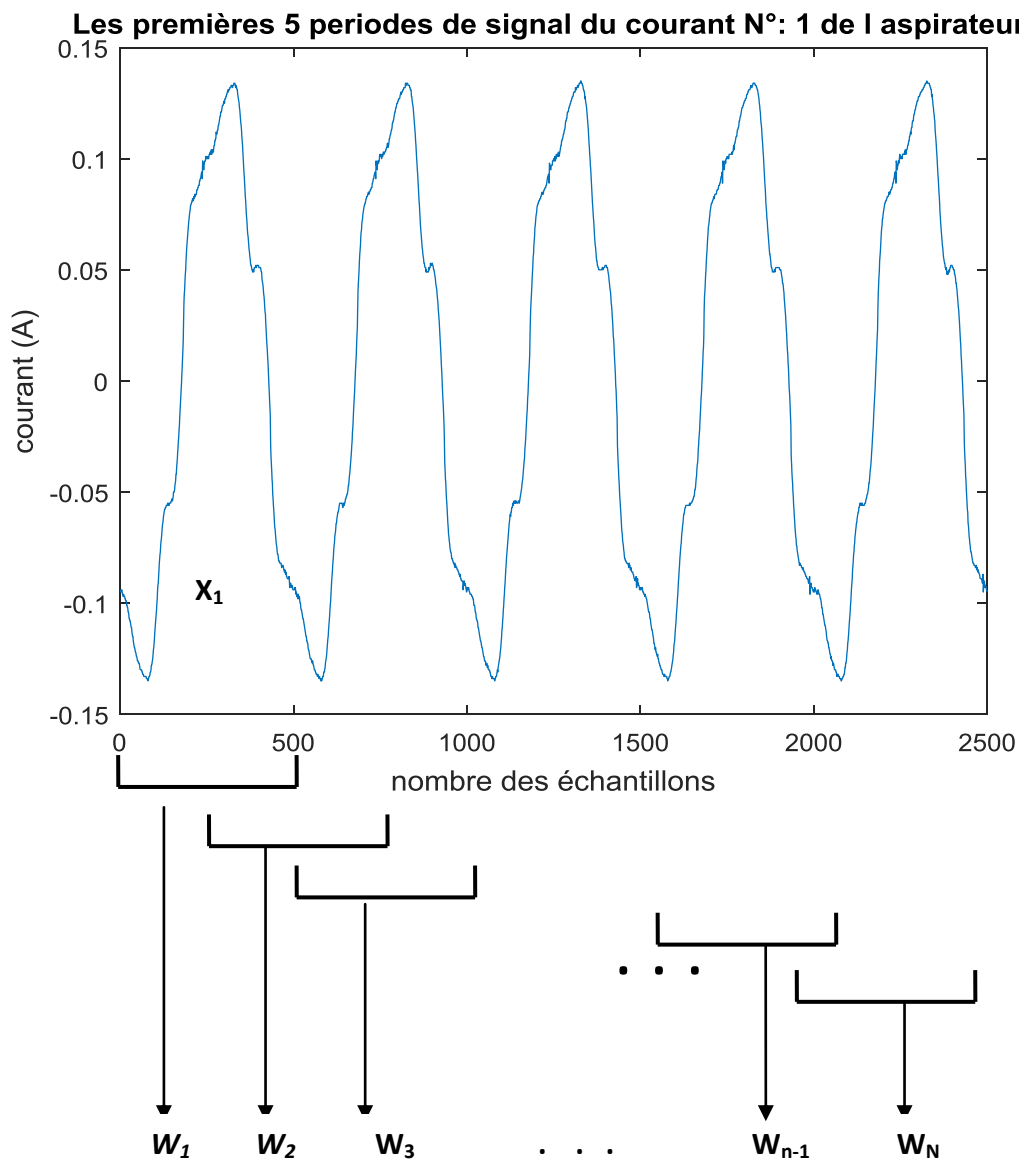 Les premières 5 periodes de signal du courant N°: 1 de l aspirateur
0.15
0.1
0.05
0
-0.05
-0.1
-0.15
courant (A)
X1
0 500 1000 1500 2000 2500
nombre des échantillons
. . .
W1 W2 W3 . . . Wn-1 WN